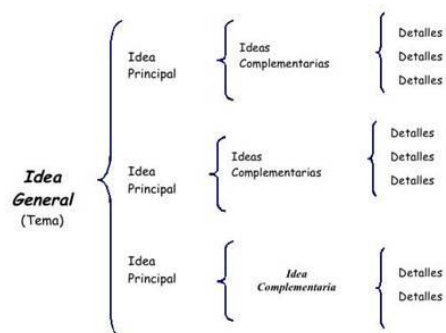 Idea
General
(Tema)
Idea
Principal
Ideas
Complementarias
Detalles
Detalles
Detalles
Idea
Principal
Ideas
Complementarias
Detalles
Detalles
Detalles
Idea
Principal
Idea
Complementaria
Detalles
Detalles